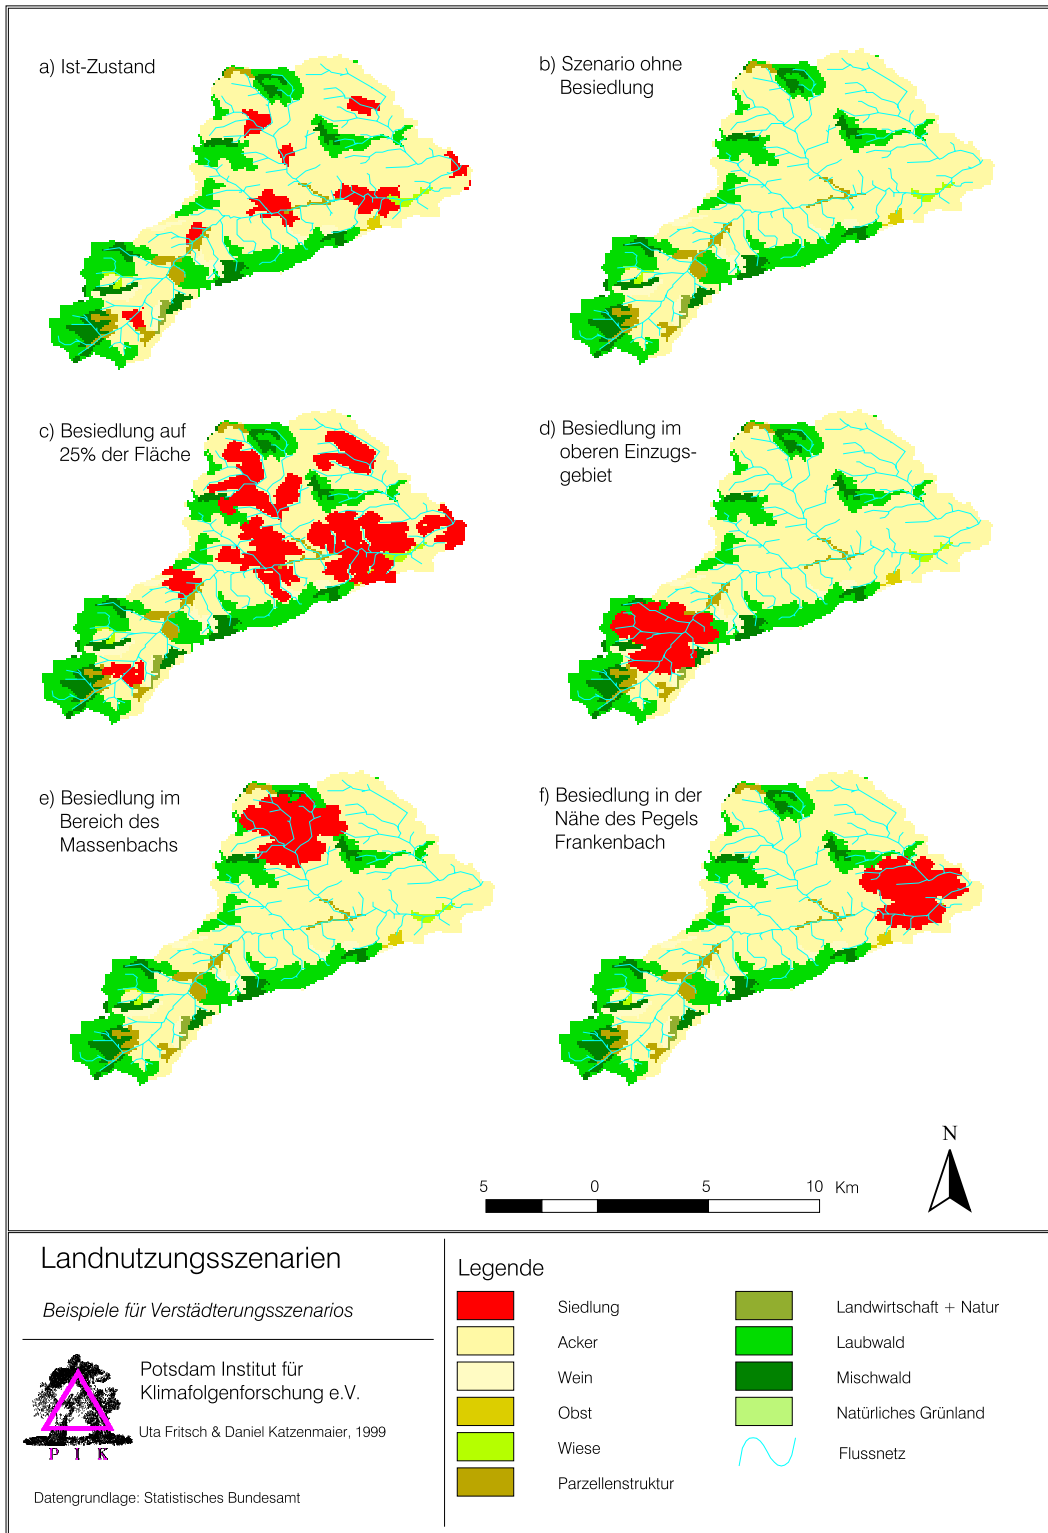 a) Ist-Zustand
b) Szenario ohne
Besiedlung
c) Besiedlung auf
25% der Fläche
d) Besiedlung im
oberen Einzugs-
gebiet
e) Besiedlung im
Bereich des
Massenbachs
f) Besiedlung in der
Nähe des Pegels
Frankenbach
N
5 0 5 10 Km
Landnutzungsszenarien
Beispiele für Verstädterungsszenarios
Potsdam Institut für
Klimafolgenforschung e.V.
Uta Fritsch & Daniel Katzenmaier, 1999
P I K
Datengrundlage: Statistisches Bundesamt
Legende
Siedlung
Acker
Wein
Obst
Wiese
Parzellenstruktur
Landwirtschaft + Natur
Laubwald
Mischwald
Natürliches Grünland
Flussnetz